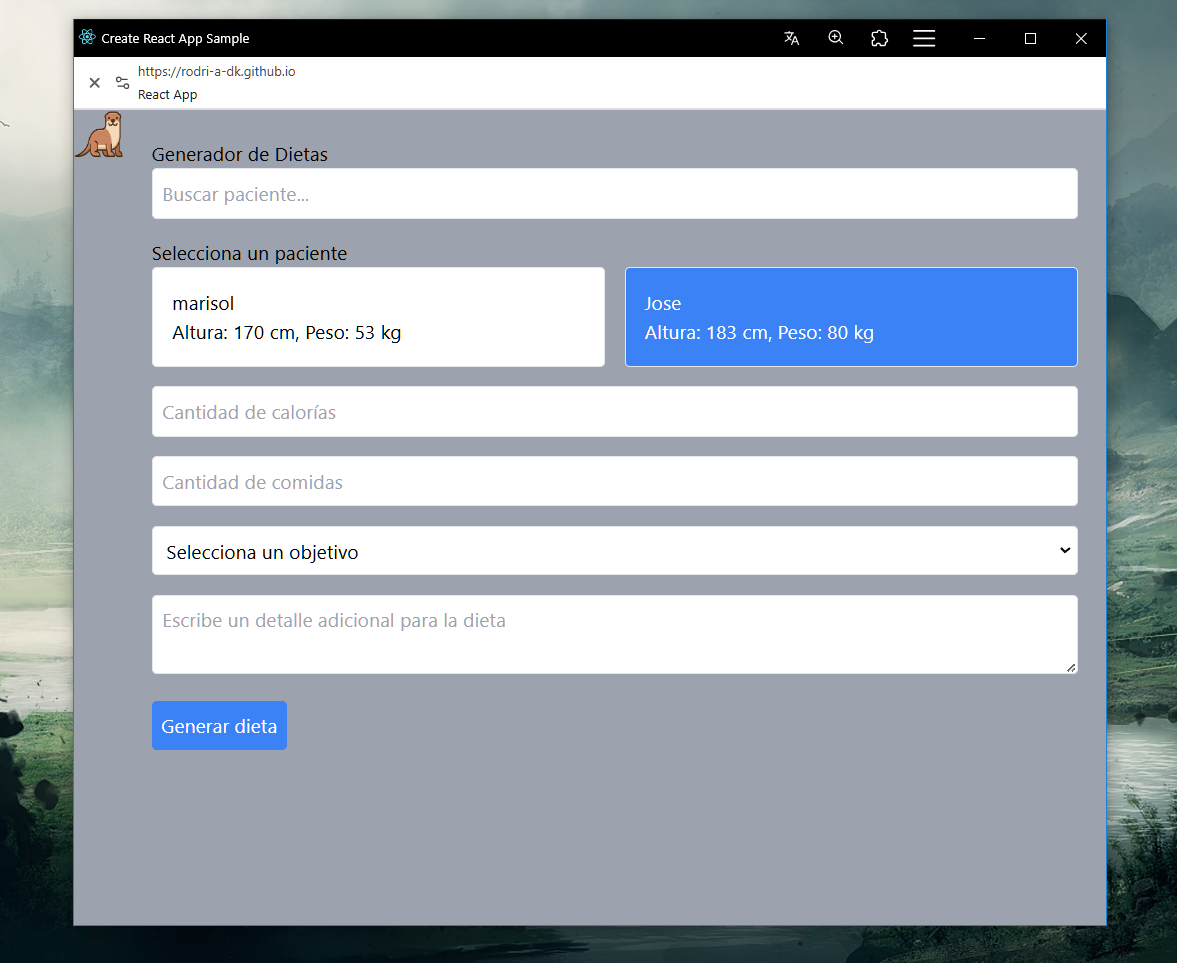 Create React App Sample
https://rodri-a-dk.github.io
React App
Generador de Dietas
Buscar paciente...
Selecciona un paciente
marisol
Altura: 170 cm, Peso: 53 kg
Jose
Altura: 183 cm, Peso: 80 kg
Cantidad de calorías
Cantidad de comidas
Selecciona un objetivo
Escribe un detalle adicional para la dieta
Generar dieta